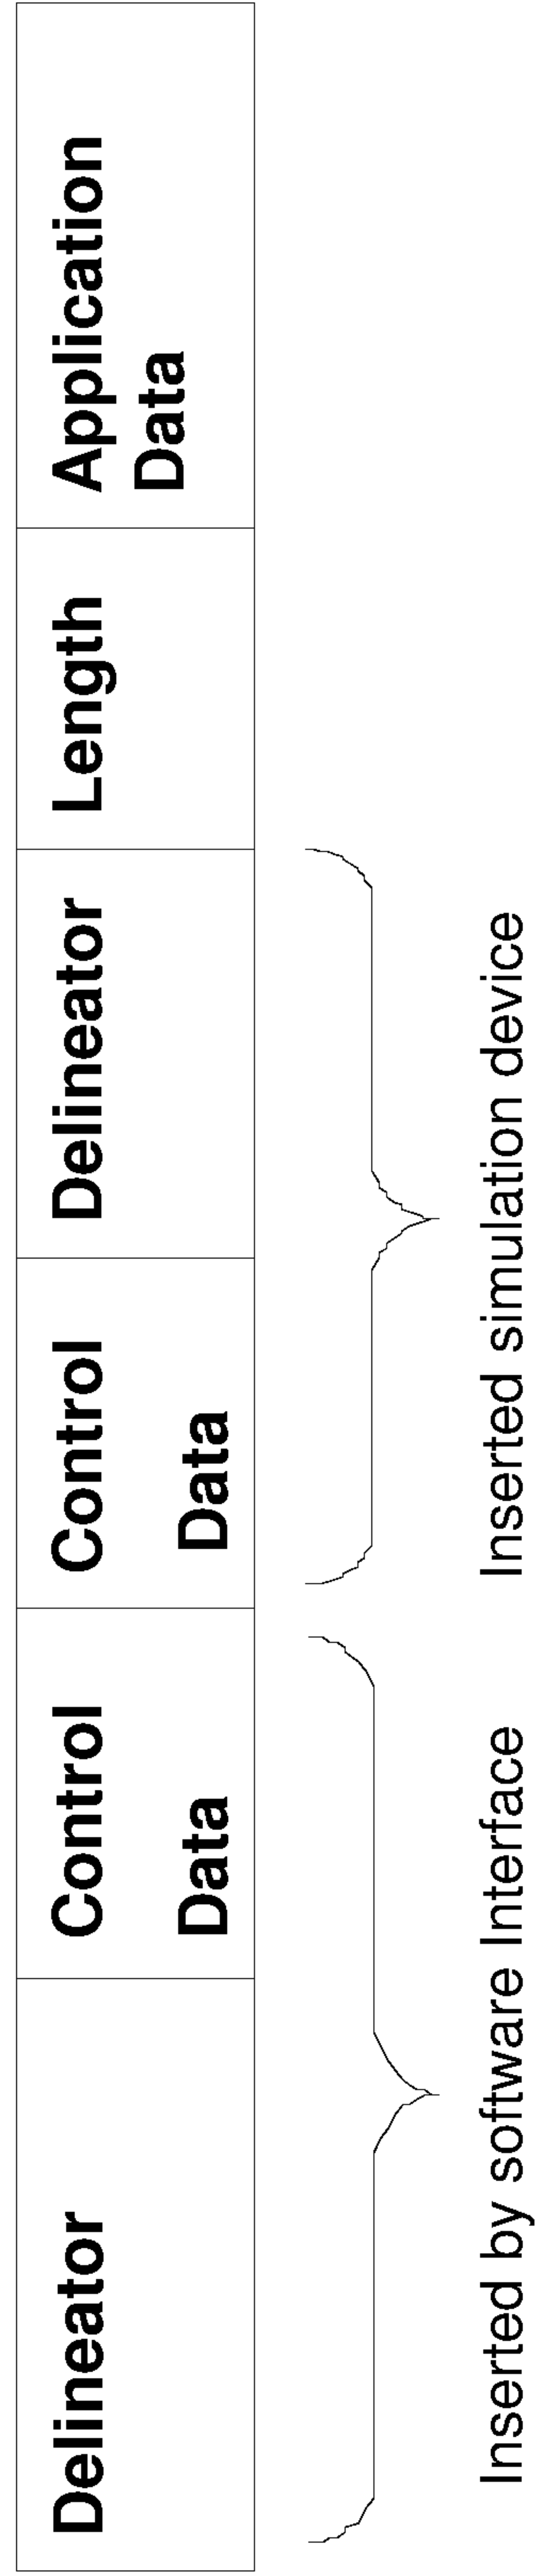 Delineator
Control
Data
Control
Data
Delineator
Length
Application
Data
Inserted by software Interface
Inserted simulation device